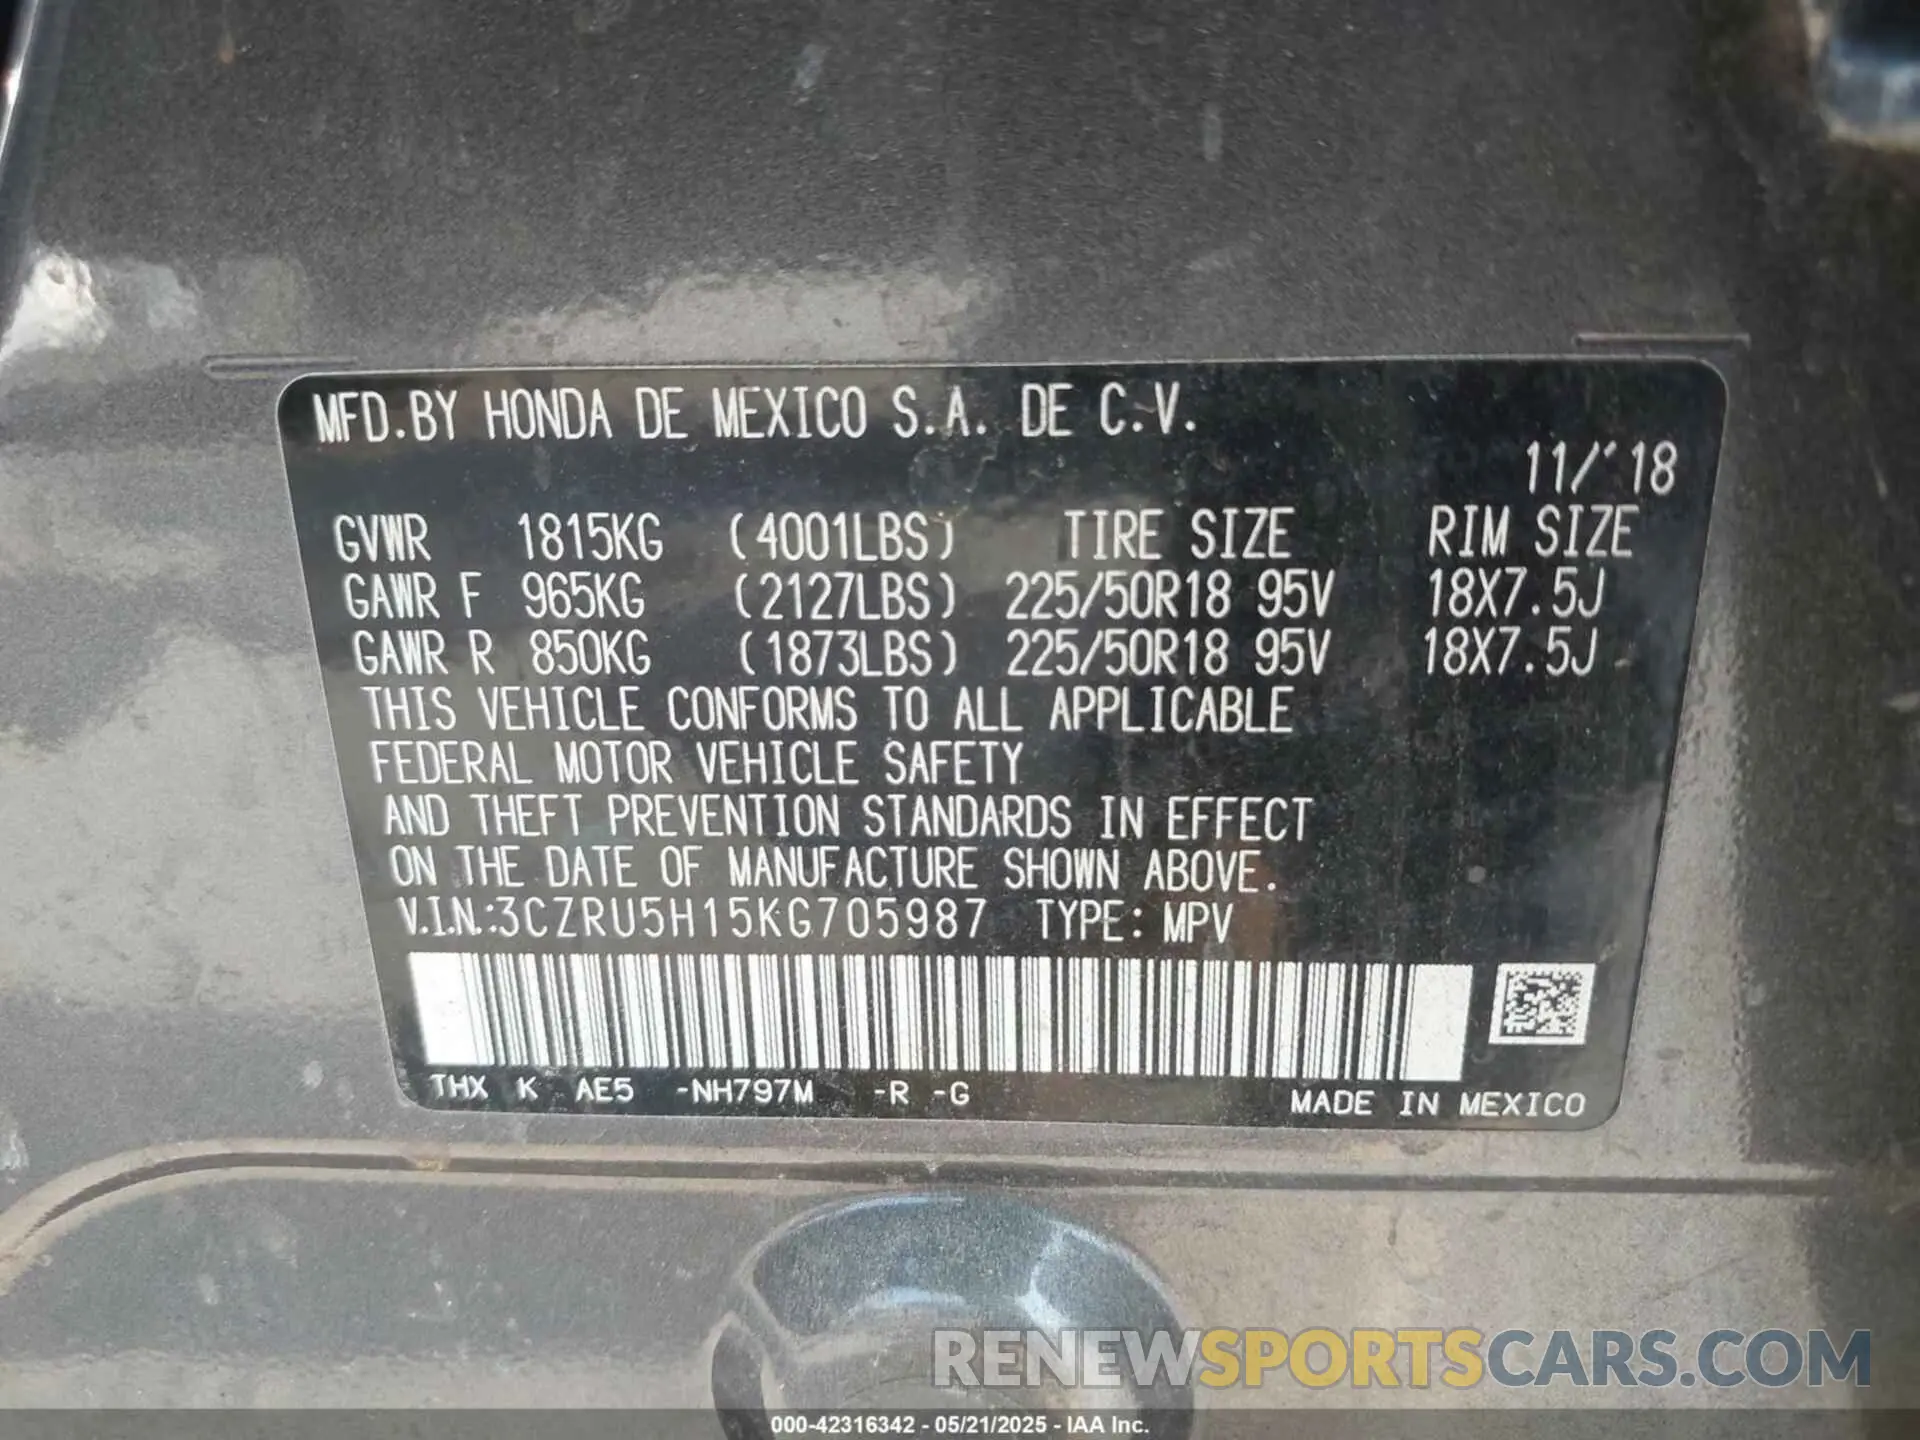 MFD.BY HONDA DE MEXICO S.A. DE C.V.
11/'18
GVWR 1815KG (4001LBS) TIRE SIZE RIM SIZE
GAWR F 965KG (2127LBS) 225/50R18 95V 18X7.5J
GAWR R 850KG (1873LBS) 225/50R18 95V 18X7.5J
THIS VEHICLE CONFORMS TO ALL APPLICABLE
FEDERAL MOTOR VEHICLE SAFETY
AND THEFT PREVENTION STANDARDS IN EFFECT
ON THE DATE OF MANUFACTURE SHOWN ABOVE.
V.I.N.:3CZRU5H15KG705987 TYPE: MPV
THX K AE5 -NH797M -R -G MADE IN MEXICO
RENEWSPORTSCARS.COM
000-42316342 - 05/21/2025 - IAA Inc.